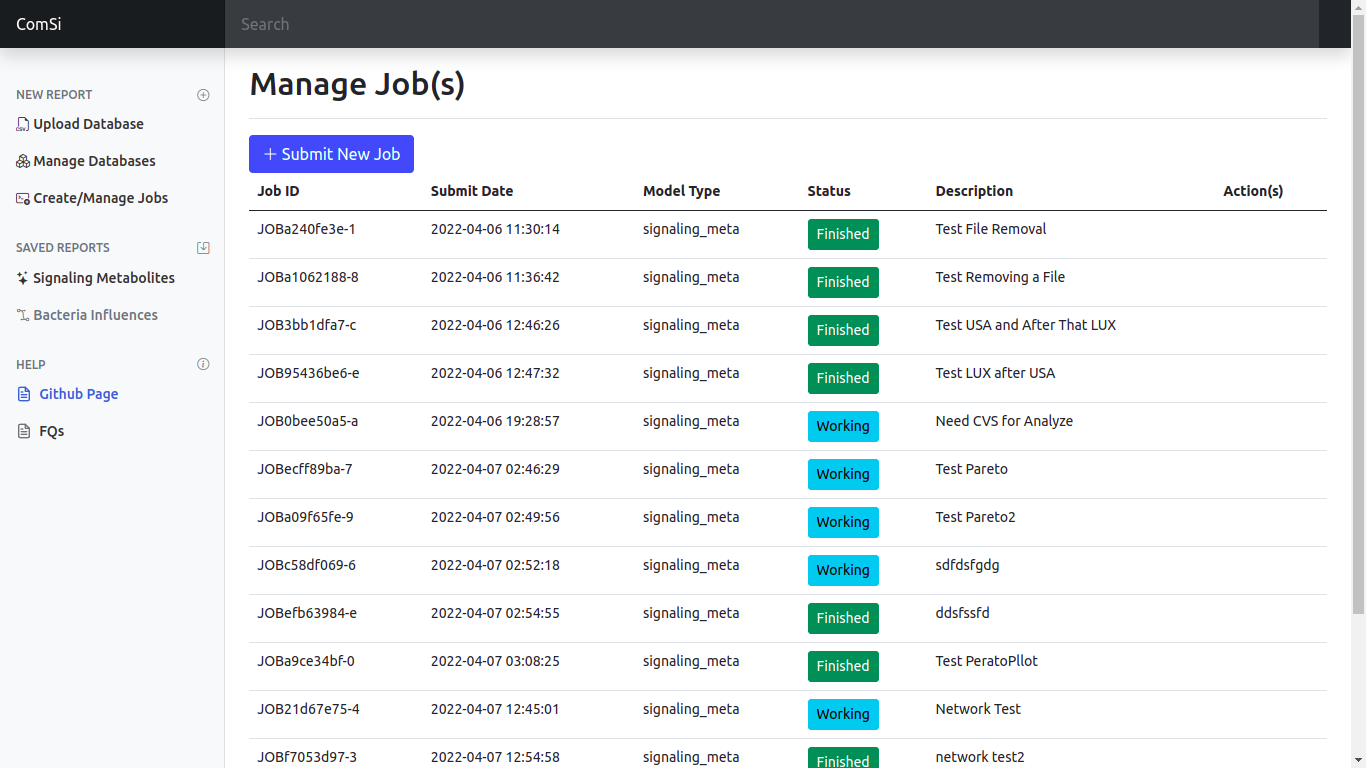 ComSi
Search
NEW REPORT
Upload Database
Manage Databases
Create/Manage Jobs
SAVED REPORTS
Signaling Metabolites
Bacteria Influences
HELP
Github Page
FQs
Manage Job(s)
Submit New Job
Job ID Submit Date Model Type Status Description Action(s)
JOBa240fe3e-1 2022-04-06 11:30:14 signaling_meta Finished Test File Removal
JOBa1062188-8 2022-04-06 11:36:42 signaling_meta Finished Test Removing a File
JOB3bb1dfa7-c 2022-04-06 12:46:26 signaling_meta Finished Test USA and After That LUX
JOB95436be6-e 2022-04-06 12:47:32 signaling_meta Finished Test LUX after USA
JOB0bee50a5-a 2022-04-06 19:28:57 signaling_meta Working Need CVS for Analyze
JOBecff89ba-7 2022-04-07 02:46:29 signaling_meta Working Test Pareto
JOBa09f65fe-9 2022-04-07 02:49:56 signaling_meta Working Test Pareto2
JOBc58df069-6 2022-04-07 02:52:18 signaling_meta Working sdfdsfgdg
JOBefb63984-e 2022-04-07 02:54:55 signaling_meta Finished ddsfssfd
JOBa9ce34bf-0 2022-04-07 03:08:25 signaling_meta Finished Test PeratoPllot
JOB21d67e75-4 2022-04-07 12:45:01 signaling_meta Working Network Test
JOBf7053d97-3 2022-04-07 12:54:58 signaling_meta Finished network test2